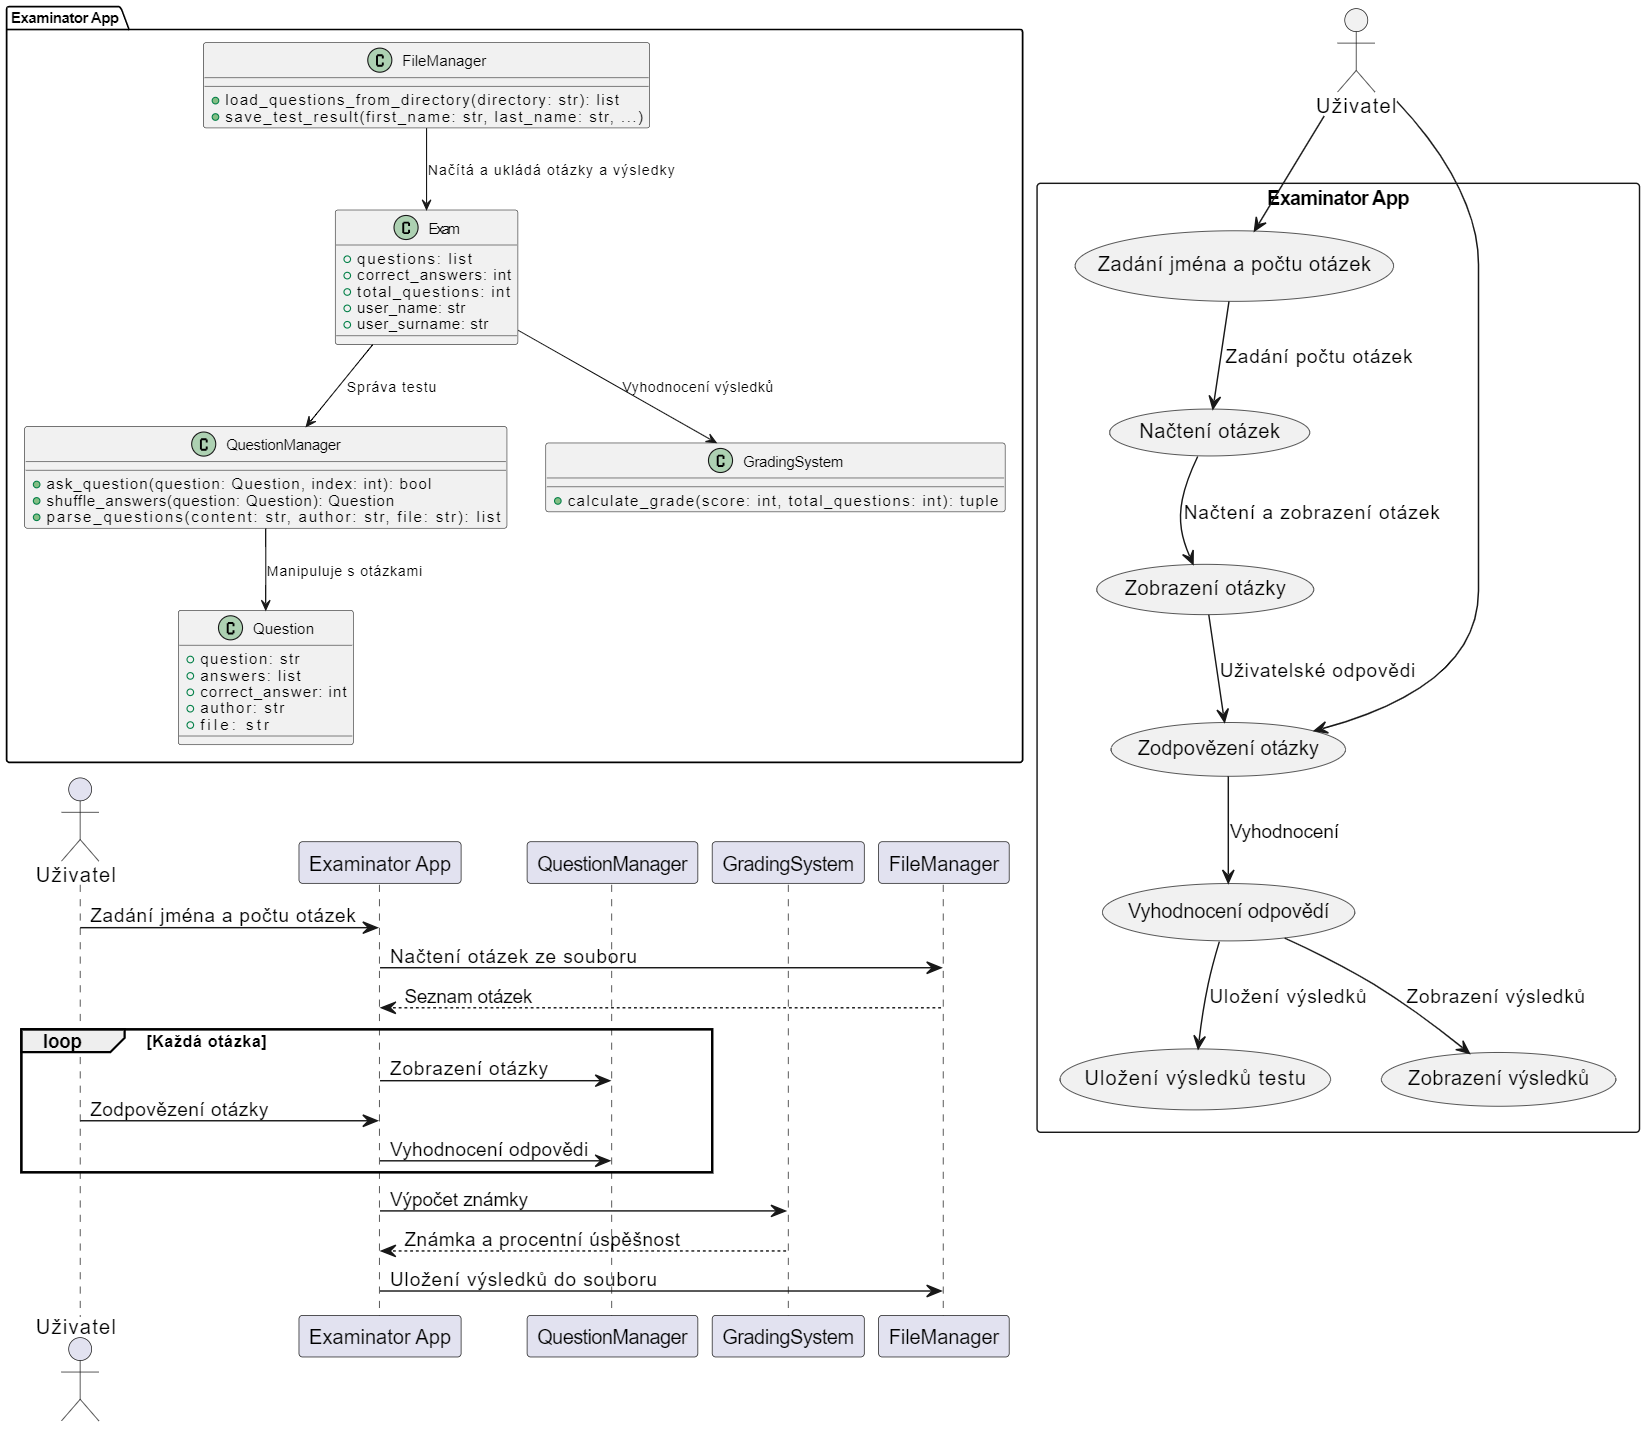 Examinator App
C FileManager
load_questions_from_directory(directory: str): list
save_test_result(first_name: str, last_name: str, ...)
Načítá a ukládá otázky a výsledky
C Exam
questions: list
correct_answers: int
total_questions: int
user_name: str
user_surname: str
Správa testu
Vyhodnocení výsledků
C QuestionManager
ask_question(question: Question, index: int): bool
shuffle_answers(question: Question): Question
parse_questions(content: str, author: str, file: str): list
C GradingSystem
calculate_grade(score: int, total_questions: int): tuple
Manipuluje s otázkami
C Question
question: str
answers: list
correct_answer: int
author: str
file: str
Uživatel
Examinator App
Zadání jména a počtu otázek
Zadání počtu otázek
Načtení otázek
Načtení a zobrazení otázek
Zobrazení otázky
Uživatelské odpovědi
Zodpovězení otázky
Vyhodnocení
Vyhodnocení odpovědí
Uložení výsledků
Zobrazení výsledků
Uložení výsledků testu
Zobrazení výsledků
Uživatel
Examinator App
QuestionManager
GradingSystem
FileManager
Zadání jména a počtu otázek
Načtení otázek ze souboru
Seznam otázek
loop
[Každá otázka]
Zobrazení otázky
Zodpovězení otázky
Vyhodnocení odpovědi
Výpočet známky
Známka a procentní úspěšnost
Uložení výsledků do souboru
Uživatel
Examinator App
QuestionManager
GradingSystem
FileManager